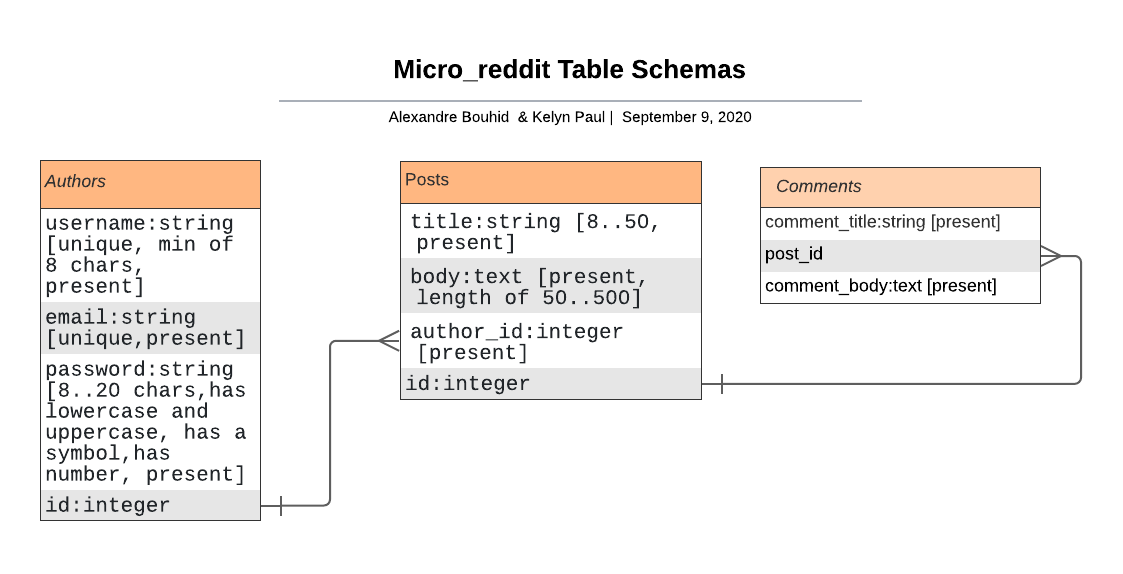 Micro_reddit Table Schemas
Alexandre Bouhid & Kelyn Paul | September 9, 2020
Authors
username:string
[unique, min of
8 chars,
present]
email:string
[unique,present]
password:string
[8..20 chars,has
lowercase and
uppercase, has a
symbol,has
number, present]
id:integer
Posts
title:string [8..50,
present]
body:text [present,
length of 50..500]
author_id:integer
[present]
id:integer
Comments
comment_title:string [present]
post_id
comment_body:text [present]